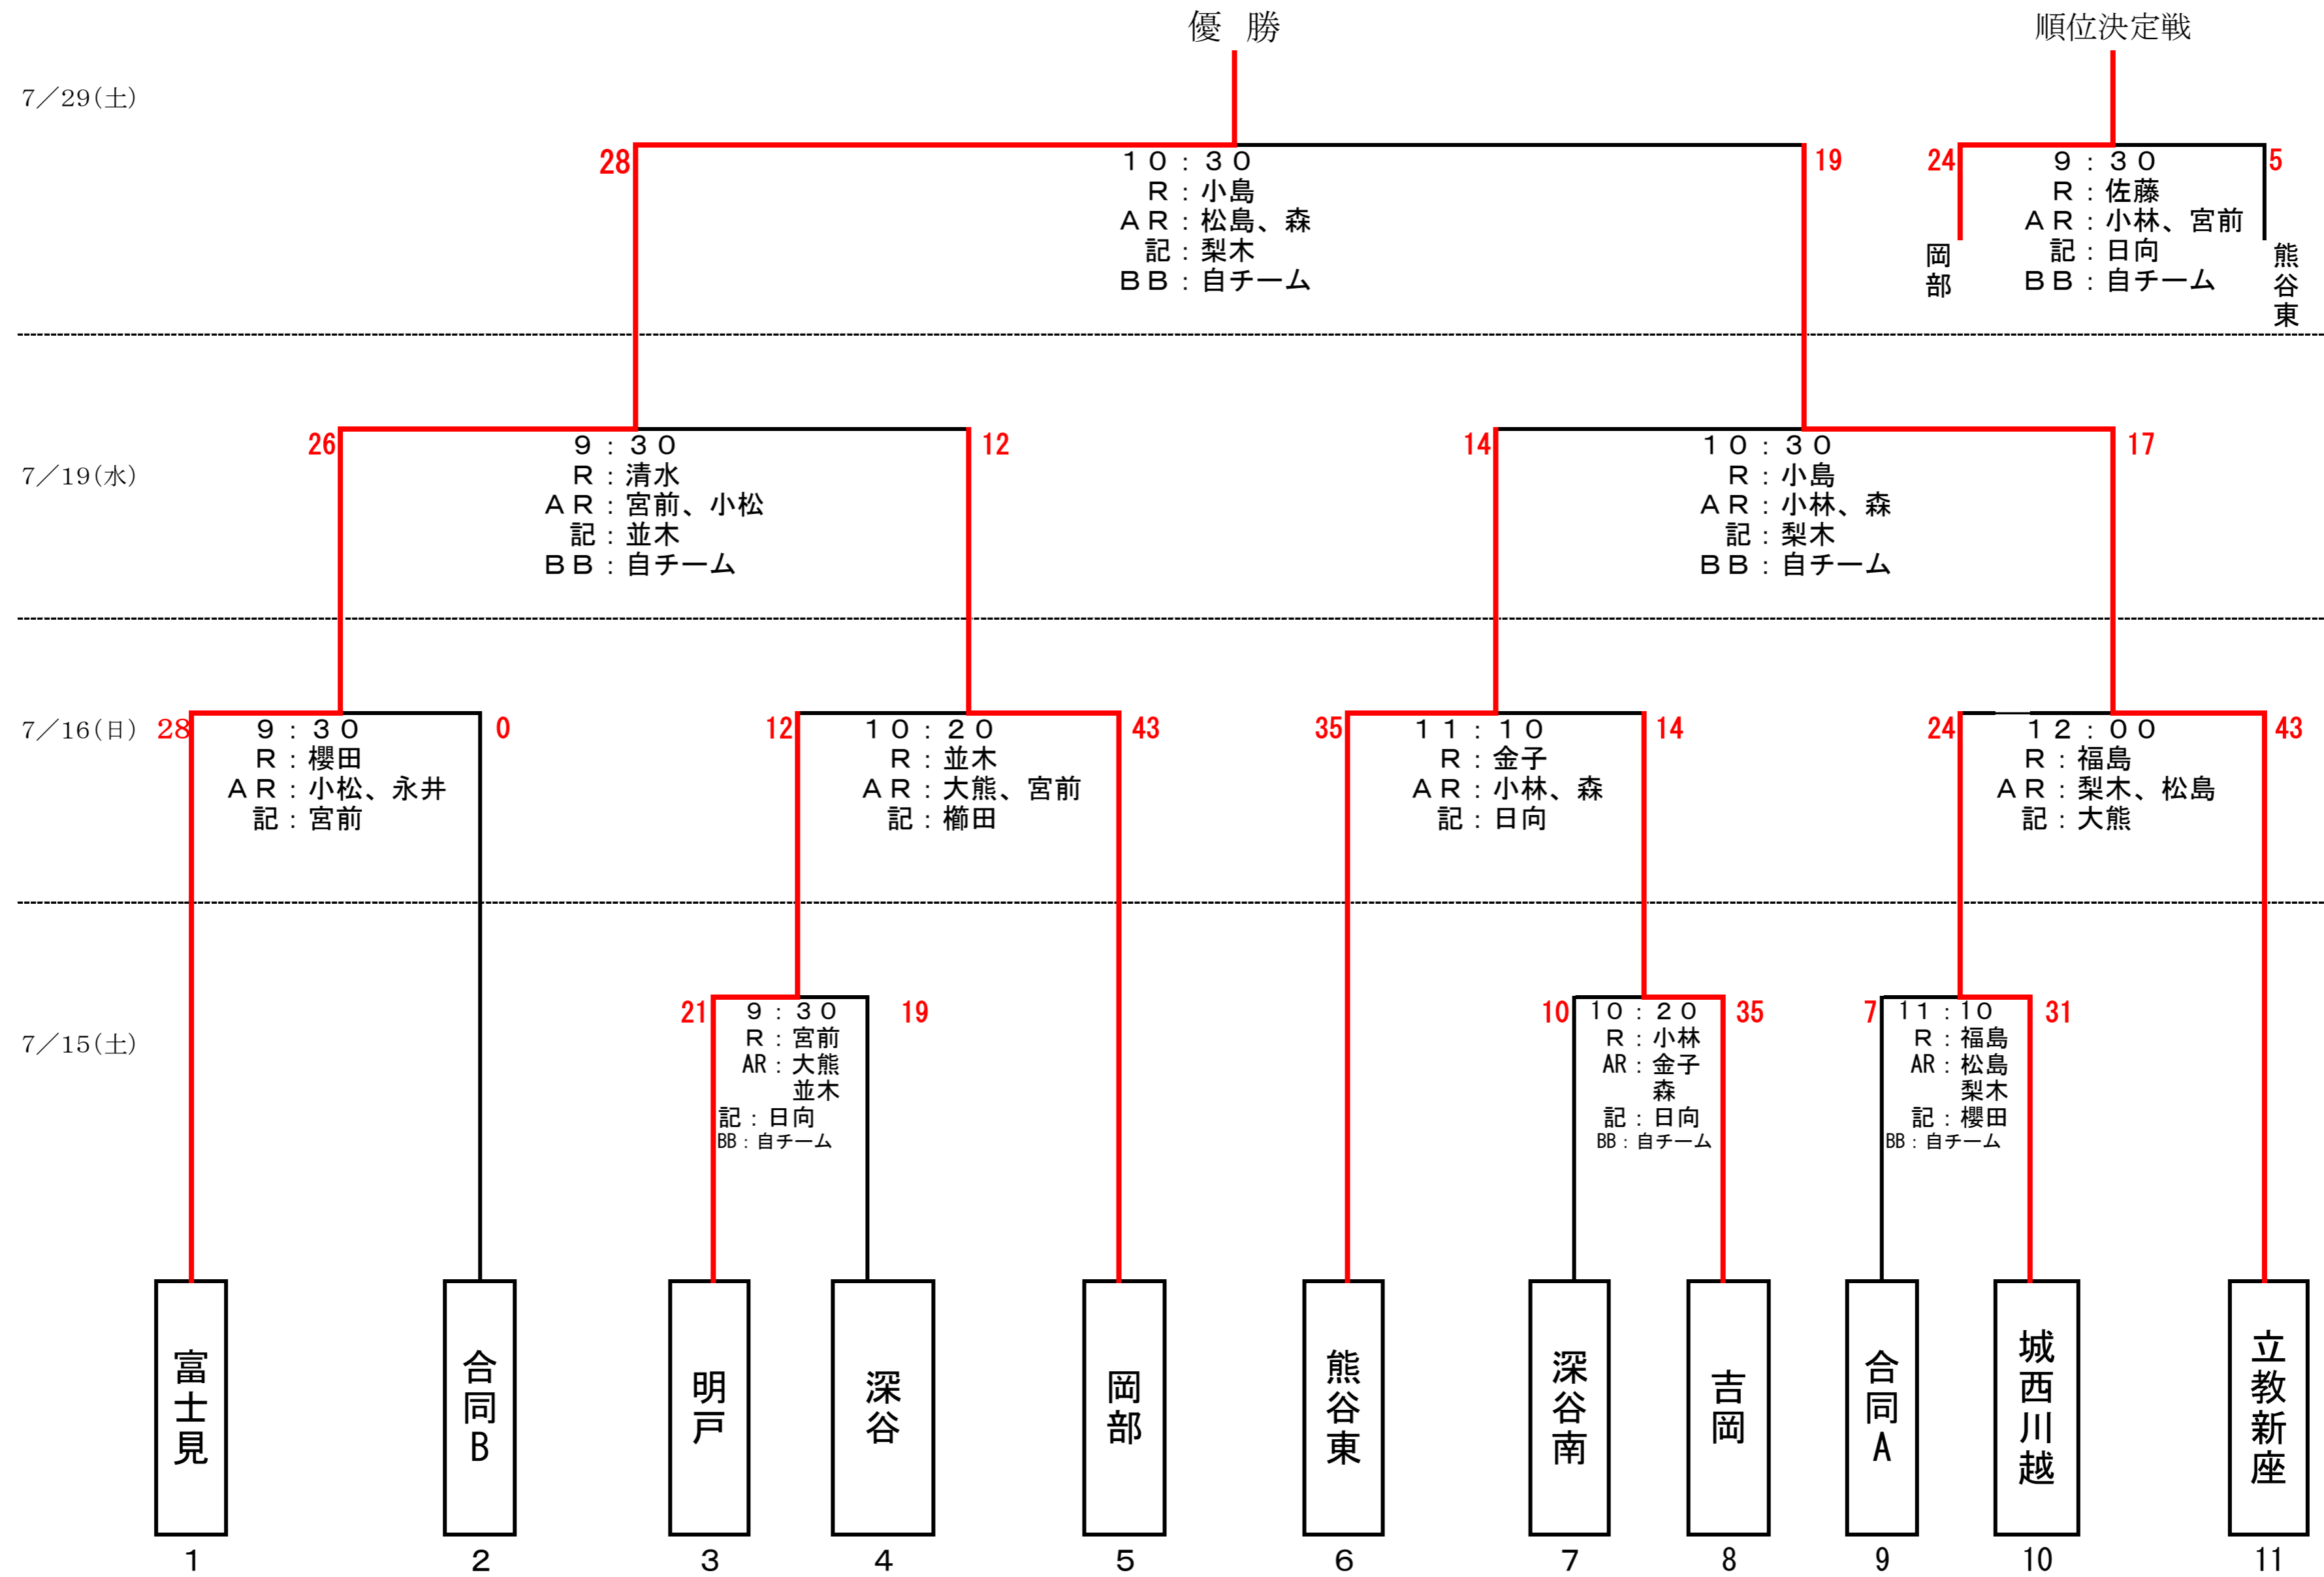 優　勝
順位決定戦
7／29(土)
28
10：30
R：小島
AR：松島、森
記：梨木
BB：自チーム
19
24
9：30
R：佐藤
AR：小林、宮前
記：日向
BB：自チーム
5
岡部
熊谷東
7／19(水)
26
9：30
R：清水
AR：宮前、小松
記：並木
BB：自チーム
12
14
10：30
R：小島
AR：小林、森
記：梨木
BB：自チーム
17
7／16(日)
28
9：30
R：櫻田
AR：小松、永井
記：宮前
0
12
10：20
R：並木
AR：大熊、宮前
記：櫛田
43
35
11：10
R：金子
AR：小林、森
記：日向
14
24
12：00
R：福島
AR：梨木、松島
記：大熊
43
7／15(土)
21
9：30
R：宮前
AR：大熊
並木
記：日向
BB：自チーム
19
10
10：20
R：小林
AR：金子
森
記：日向
BB：自チーム
35
7
11：10
R：福島
AR：松島
梨木
記：櫻田
BB：自チーム
31
富士見
合同B
明戸
深谷
岡部
熊谷東
深谷南
吉岡
合同A
城西川越
立教新座
1
2
3
4
5
6
7
8
9
10
11